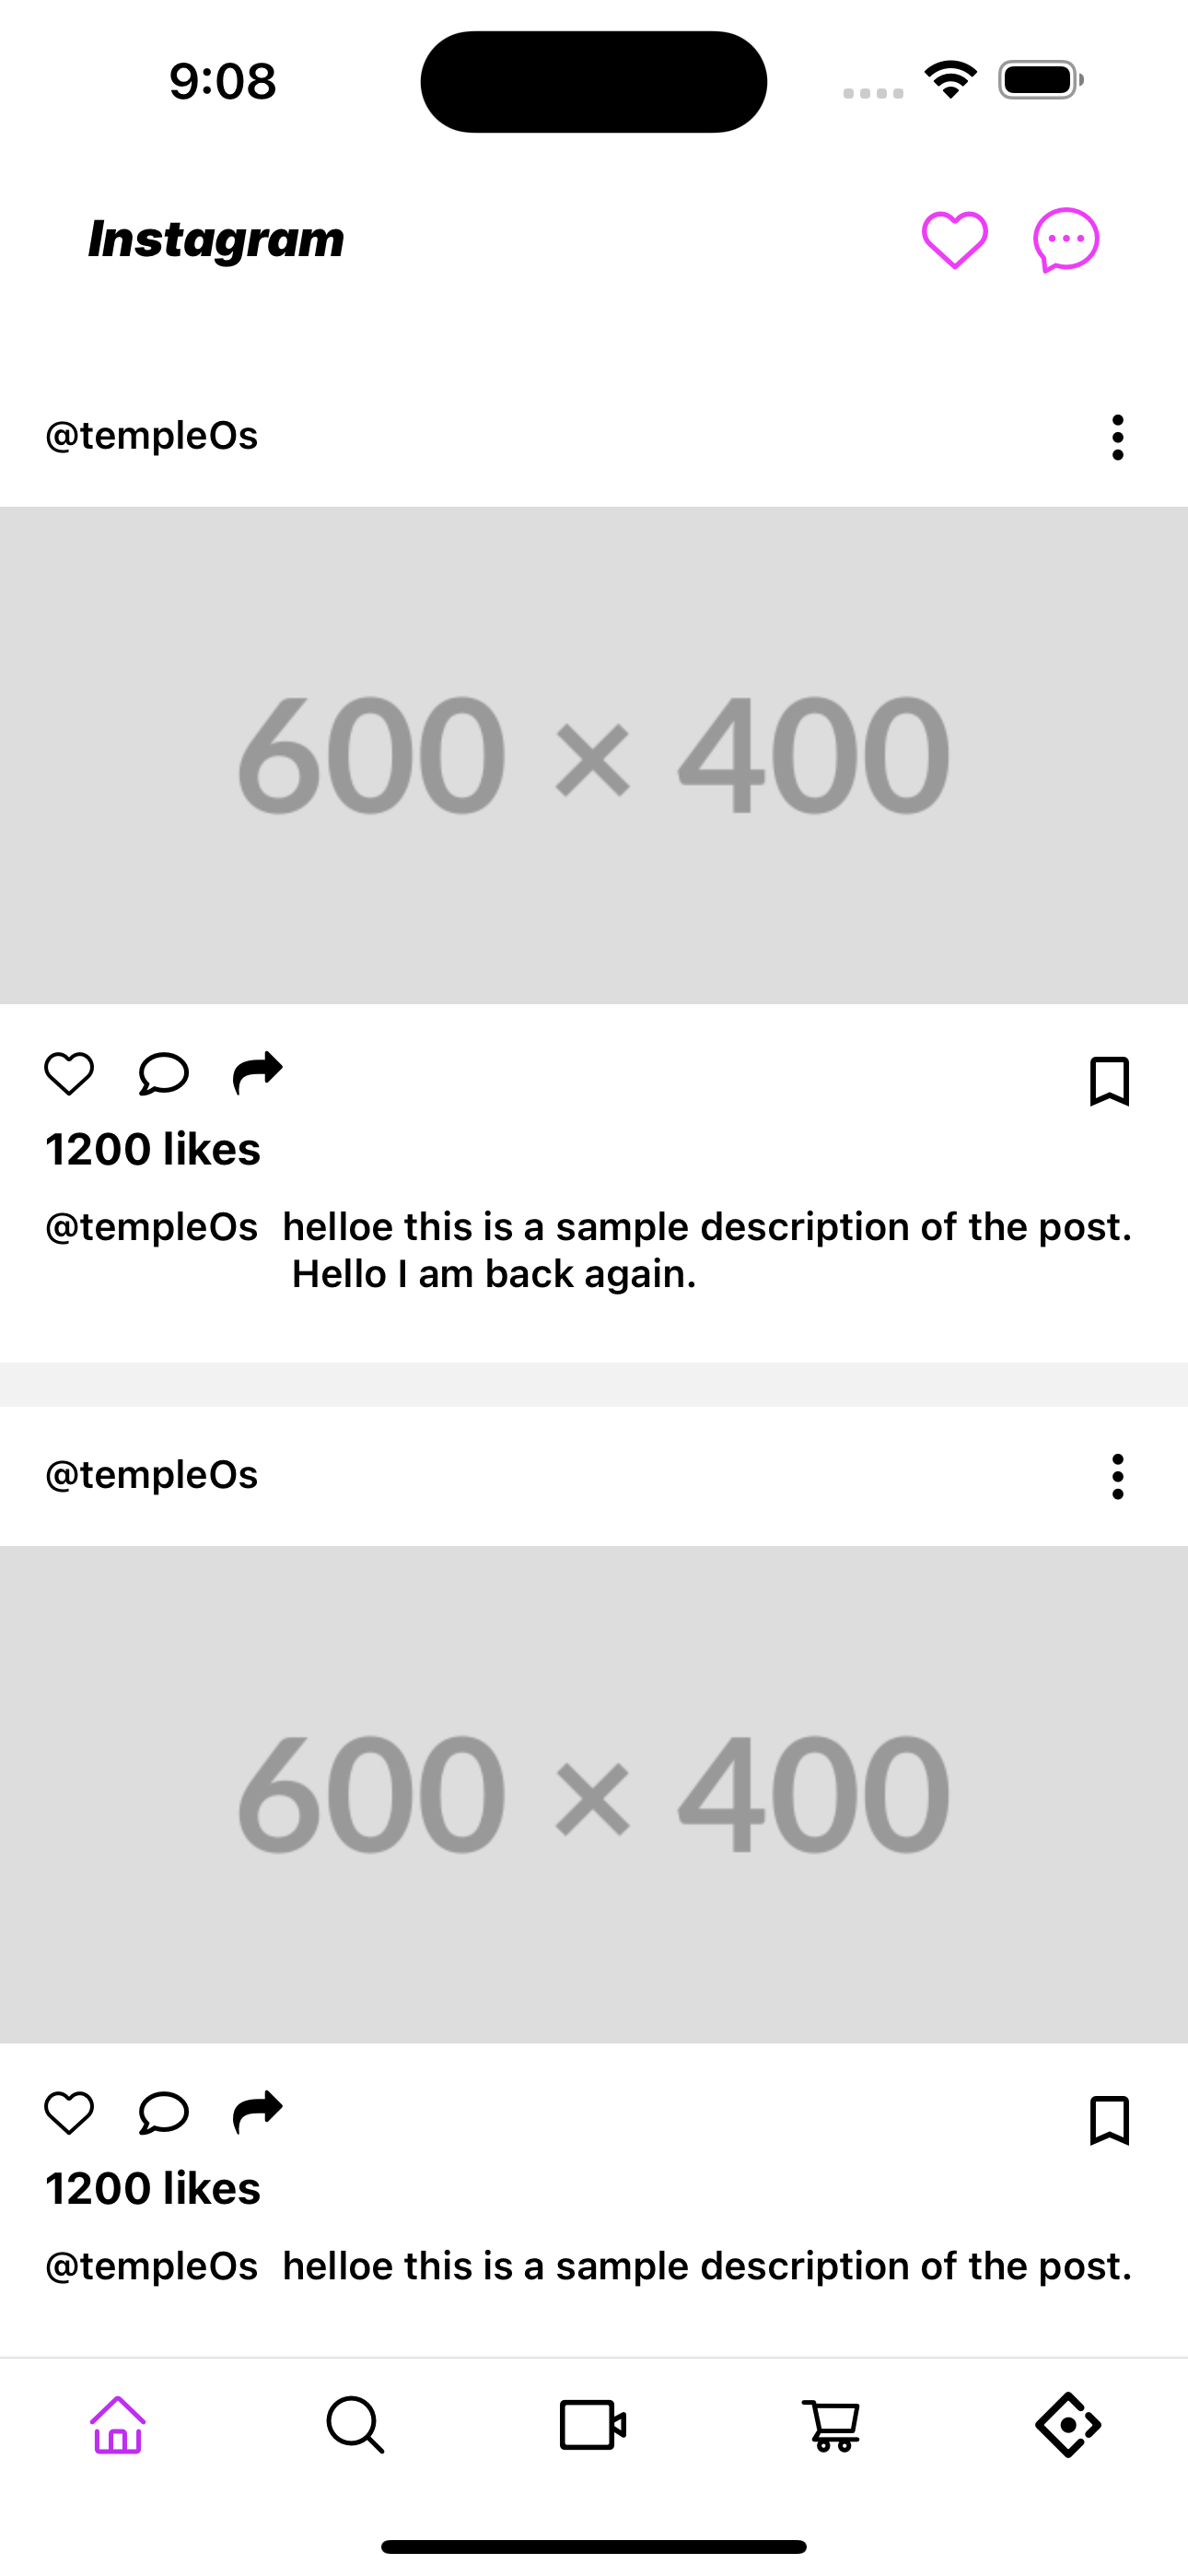 9:08
Instagram
@templeOs
600 × 400
1200 likes
@templeOs helloe this is a sample description of the post.
Hello I am back again.
@templeOs
600 × 400
1200 likes
@templeOs helloe this is a sample description of the post.